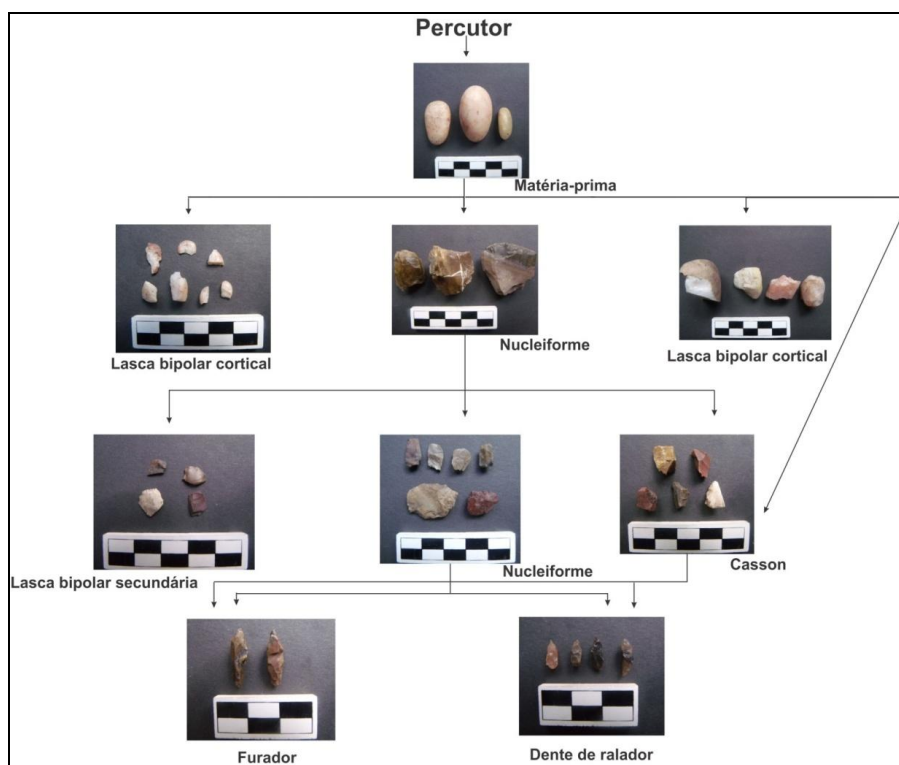 Percutor
Matéria-prima
Lasca bipolar cortical
Nucleiforme
Lasca bipolar cortical
Lasca bipolar secundária
Nucleiforme
Casson
Furador
Dente de ralador